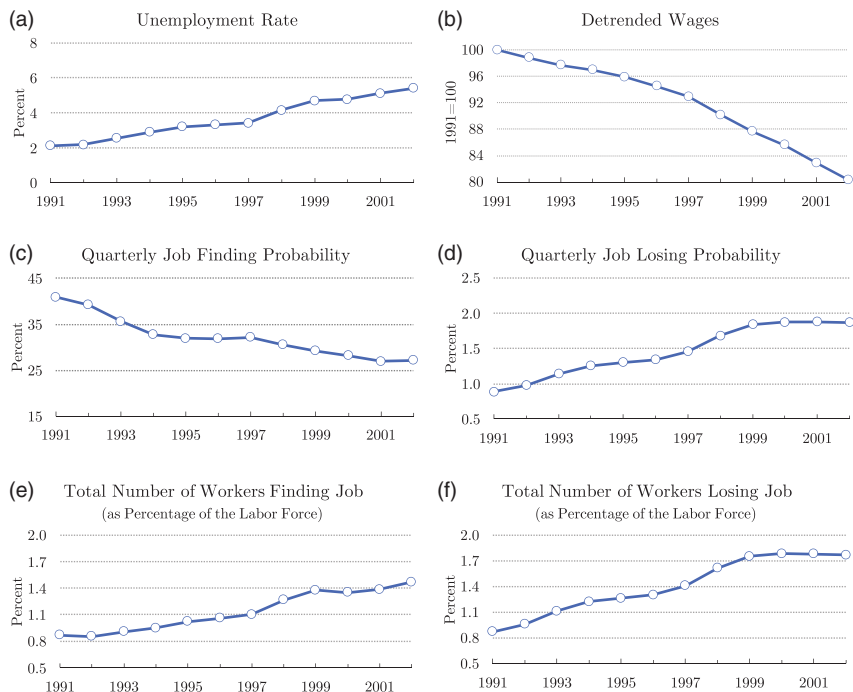 (a) Unemployment Rate
Percent
8
6
4
2
0
1991 1993 1995 1997 1999 2001
(b) Detrended Wages
1991=100
100
96
92
88
84
80
1991 1993 1995 1997 1999 2001
(c) Quarterly Job Finding Probability
Percent
45
35
25
15
1991 1993 1995 1997 1999 2001
(d) Quarterly Job Losing Probability
Percent
2.5
2.0
1.5
1.0
0.5
1991 1993 1995 1997 1999 2001
(e) Total Number of Workers Finding Job
(as Percentage of the Labor Force)
Percent
2.0
1.7
1.4
1.1
0.8
0.5
1991 1993 1995 1997 1999 2001
(f) Total Number of Workers Losing Job
(as Percentage of the Labor Force)
Percent
2.0
1.7
1.4
1.1
0.8
0.5
1991 1993 1995 1997 1999 2001